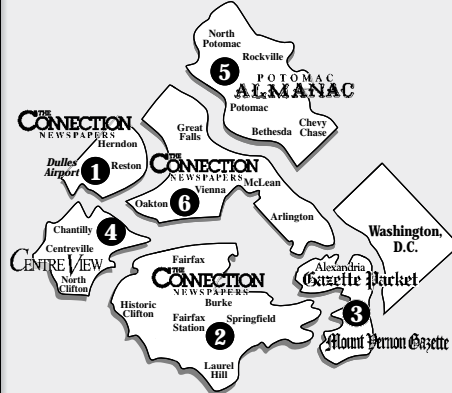 North
Potomac
Rockville
5
POTOMAC
ALMANAC
Potomac
Bethesda
Chevy
Chase
THE
CONNECTION
NEWSPAPERS
Herndon
Dulles
Airport
1
Reston
Great
Falls
THE
CONNECTION
NEWSPAPERS
Vienna
McLean
Oakton
6
Arlington
Washington,
D.C.
Chantilly
4
Centreville
CENTRE VIEW
North
Clifton
Fairfax
THE
CONNECTION
NEWSPAPERS
Burke
Historic
Clifton
Fairfax
Station
Springfield
2
Laurel
Hill
Alexandria
Gazette Packet
3
Mount Vernon Gazette